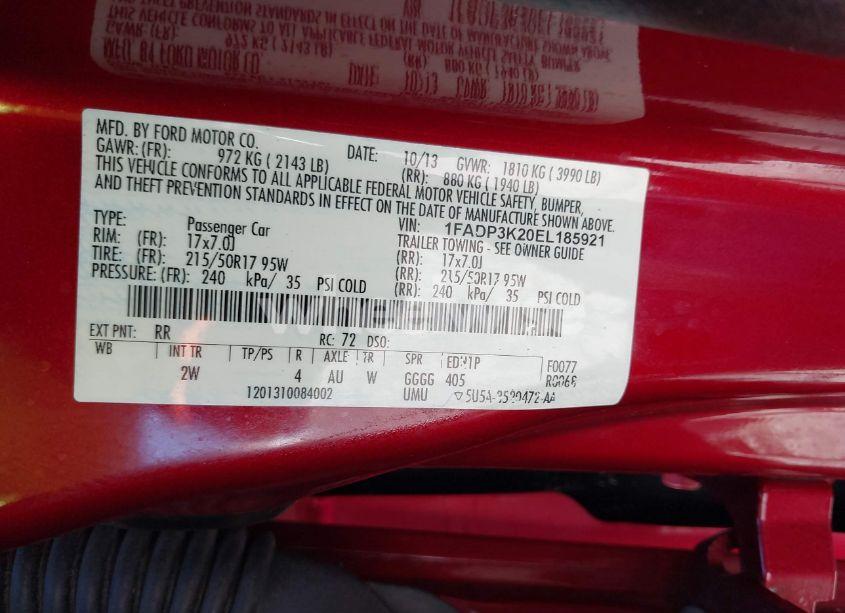 MFD. BY FORD MOTOR CO.
DATE: 10/13 GVWR: 1810 KG ( 3990 LB)
GAWR: (FR): 972 KG ( 2143 LB) (RR): 880 KG ( 1940 LB)
THIS VEHICLE CONFORMS TO ALL APPLICABLE FEDERAL MOTOR VEHICLE SAFETY, BUMPER,
AND THEFT PREVENTION STANDARDS IN EFFECT ON THE DATE OF MANUFACTURE SHOWN ABOVE.
VIN: 1FADP3K20EL185921
TYPE: Passenger Car TRAILER TOWING - SEE OWNER GUIDE
RIM: (FR): 17x7.0J (RR): 17x7.0J
TIRE: (FR): 215/50R17 95W (RR): 215/50R17 95W
PRESSURE: (FR): 240 kPa/ 35 PSI COLD (RR): 240 kPa/ 35 PSI COLD
EXT PNT: RR RC: 72 DSO:
WB INT TR TP/PS R AXLE TR SPR F0077
2W 4 AU W GGGG 405
1201310084002 UMU